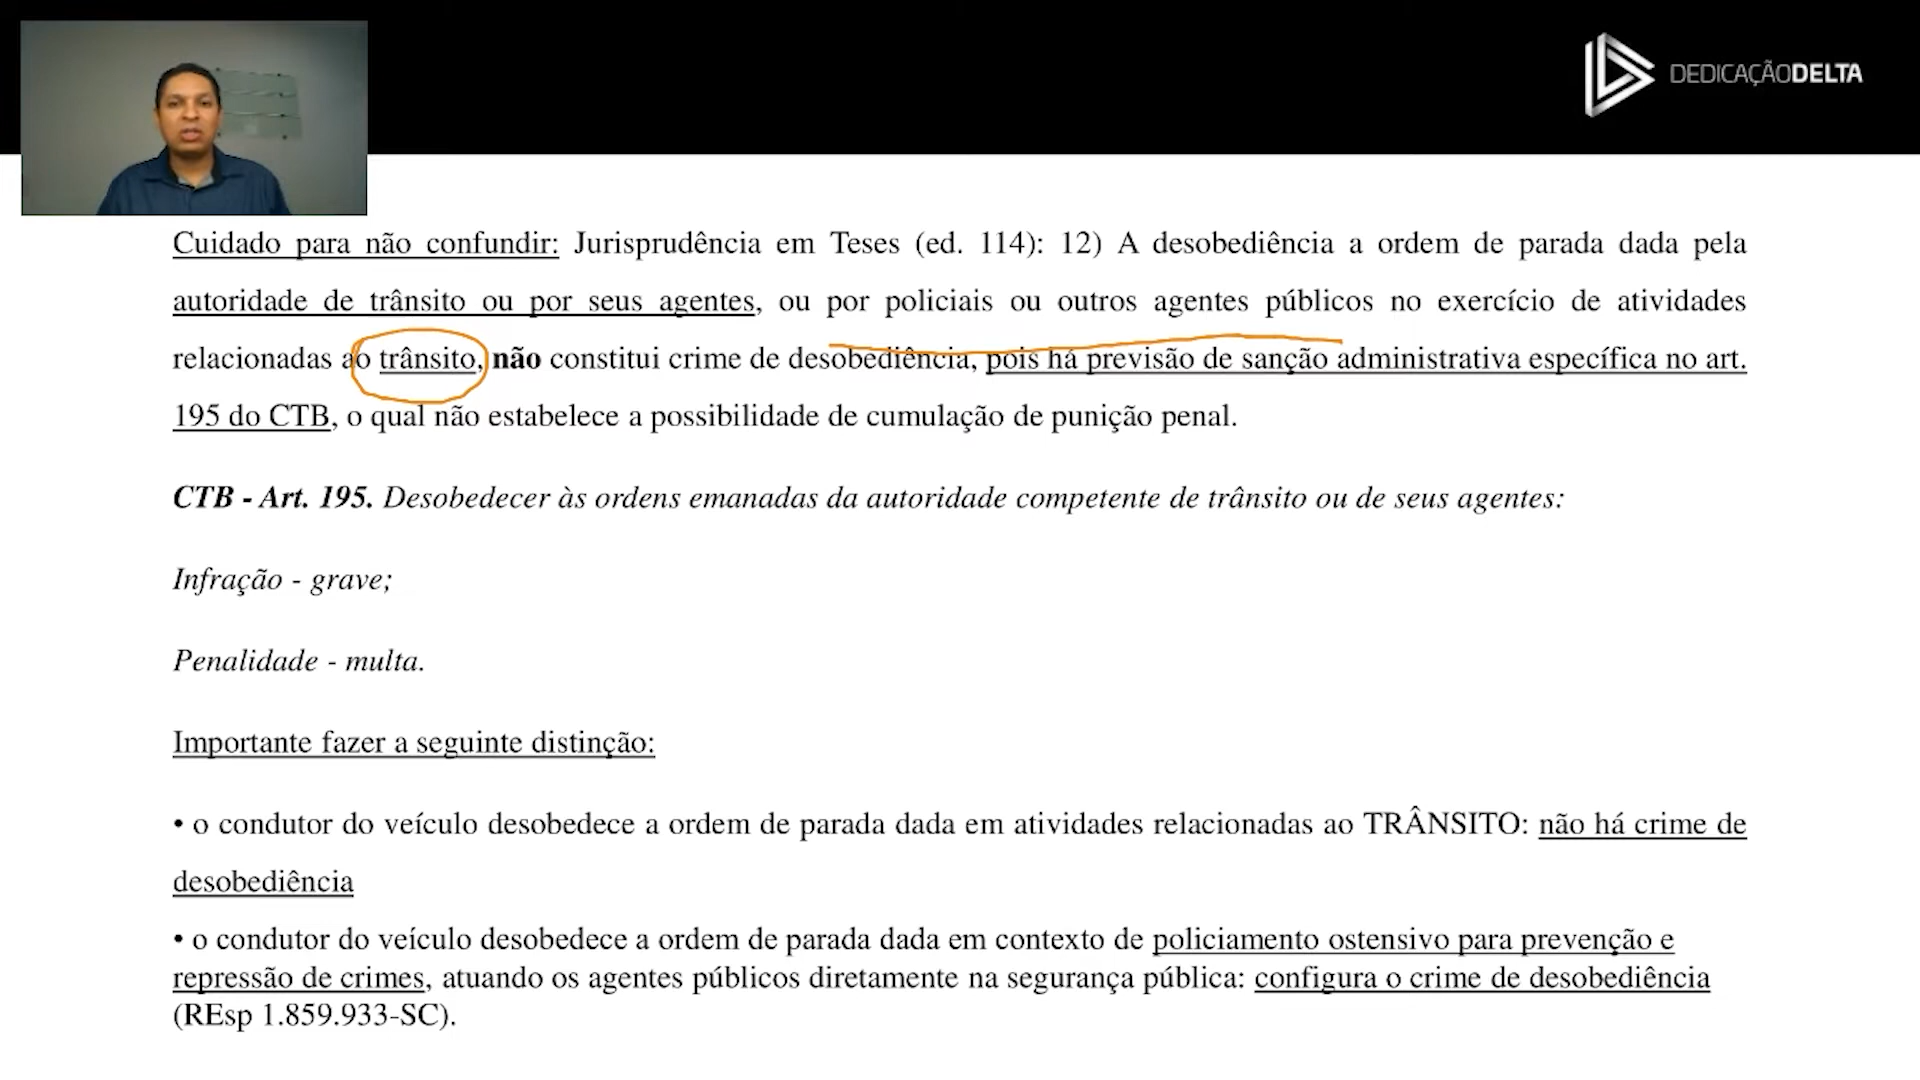 DEDICAÇÃODELTA
Cuidado para não confundir: Jurisprudência em Teses (ed. 114): 12) A desobediência a ordem de parada dada pela
autoridade de trânsito ou por seus agentes, ou por policiais ou outros agentes públicos no exercício de atividades
relacionadas ao trânsito, não constitui crime de desobediência, pois há previsão de sanção administrativa específica no art.
195 do CTB, o qual não estabelece a possibilidade de cumulação de punição penal.
CTB - Art. 195. Desobedecer às ordens emanadas da autoridade competente de trânsito ou de seus agentes:
Infração - grave;
Penalidade - multa.
Importante fazer a seguinte distinção:
• o condutor do veículo desobedece a ordem de parada dada em atividades relacionadas ao TRÂNSITO: não há crime de
desobediência
• o condutor do veículo desobedece a ordem de parada dada em contexto de policiamento ostensivo para prevenção e
repressão de crimes, atuando os agentes públicos diretamente na segurança pública: configura o crime de desobediência
(REsp 1.859.933-SC).